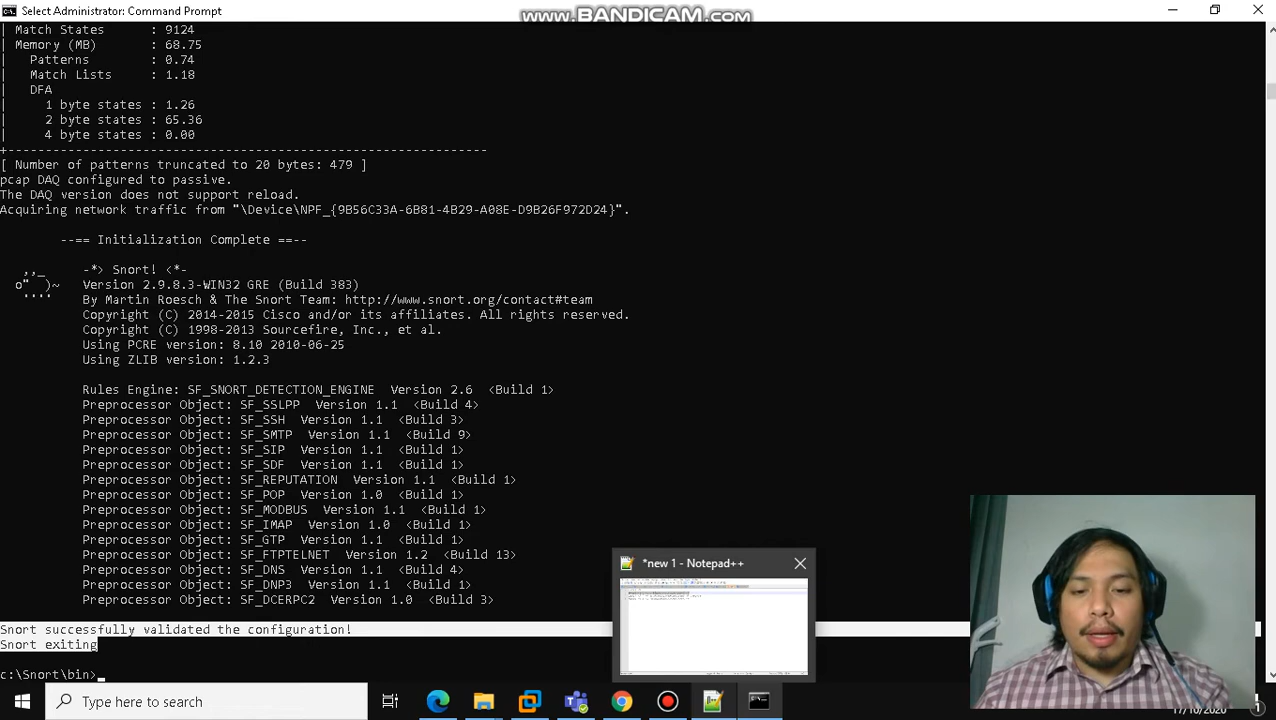 Select Administrator: Command Prompt
www.BANDICAM.com
Match States : 9124
| Memory (MB) : 68.75
| Patterns : 0.74
| Match Lists : 1.18
| DFA
| 1 byte states : 1.26
| 2 byte states : 65.36
| 4 byte states : 0.00
+----------------------------------------------------------------
[ Number of patterns truncated to 20 bytes: 479 ]
pcap DAQ configured to passive.
The DAQ version does not support reload.
Acquiring network traffic from "\Device\NPF_{9B56C33A-6B81-4B29-A08E-D9B26F972D24}".
--== Initialization Complete ==--
,,_ -*> Snort! <*-
o" )~ Version 2.9.8.3-WIN32 GRE (Build 383)
'''' By Martin Roesch & The Snort Team: http://www.snort.org/contact#team
Copyright (C) 2014-2015 Cisco and/or its affiliates. All rights reserved.
Copyright (C) 1998-2013 Sourcefire, Inc., et al.
Using PCRE version: 8.10 2010-06-25
Using ZLIB version: 1.2.3
Rules Engine: SF_SNORT_DETECTION_ENGINE Version 2.6 <Build 1>
Preprocessor Object: SF_SSLPP Version 1.1 <Build 4>
Preprocessor Object: SF_SSH Version 1.1 <Build 3>
Preprocessor Object: SF_SMTP Version 1.1 <Build 9>
Preprocessor Object: SF_SIP Version 1.1 <Build 1>
Preprocessor Object: SF_SDF Version 1.1 <Build 1>
Preprocessor Object: SF_REPUTATION Version 1.1 <Build 1>
Preprocessor Object: SF_POP Version 1.0 <Build 1>
Preprocessor Object: SF_MODBUS Version 1.1 <Build 1>
Preprocessor Object: SF_IMAP Version 1.0 <Build 1>
Preprocessor Object: SF_GTP Version 1.1 <Build 1>
Preprocessor Object: SF_FTPTELNET Version 1.2 <Build 13>
Preprocessor Object: SF_DNS Version 1.1 <Build 4>
Preprocessor Object: SF_DNP3 Version 1.1 <Build 1>
Preprocessor Object: SF_DCERPC2 Version 1.0 <Build 3>
Snort successfully validated the configuration!
Snort exiting
c:\Snort\bin>_
*new 1 - Notepad++
Type here to search
17/10/2020